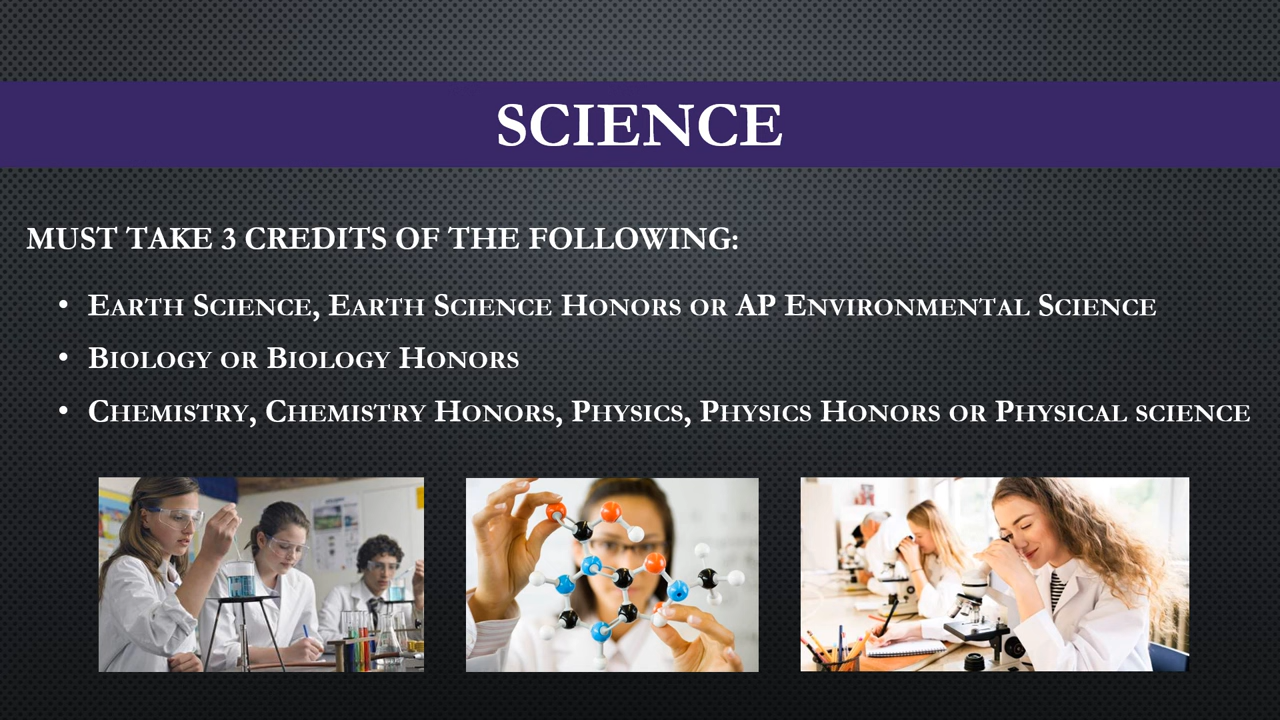 SCIENCE
MUST TAKE 3 CREDITS OF THE FOLLOWING:
• Earth Science, Earth Science Honors or AP Environmental Science
• Biology or Biology Honors
• Chemistry, Chemistry Honors, Physics, Physics Honors or Physical science